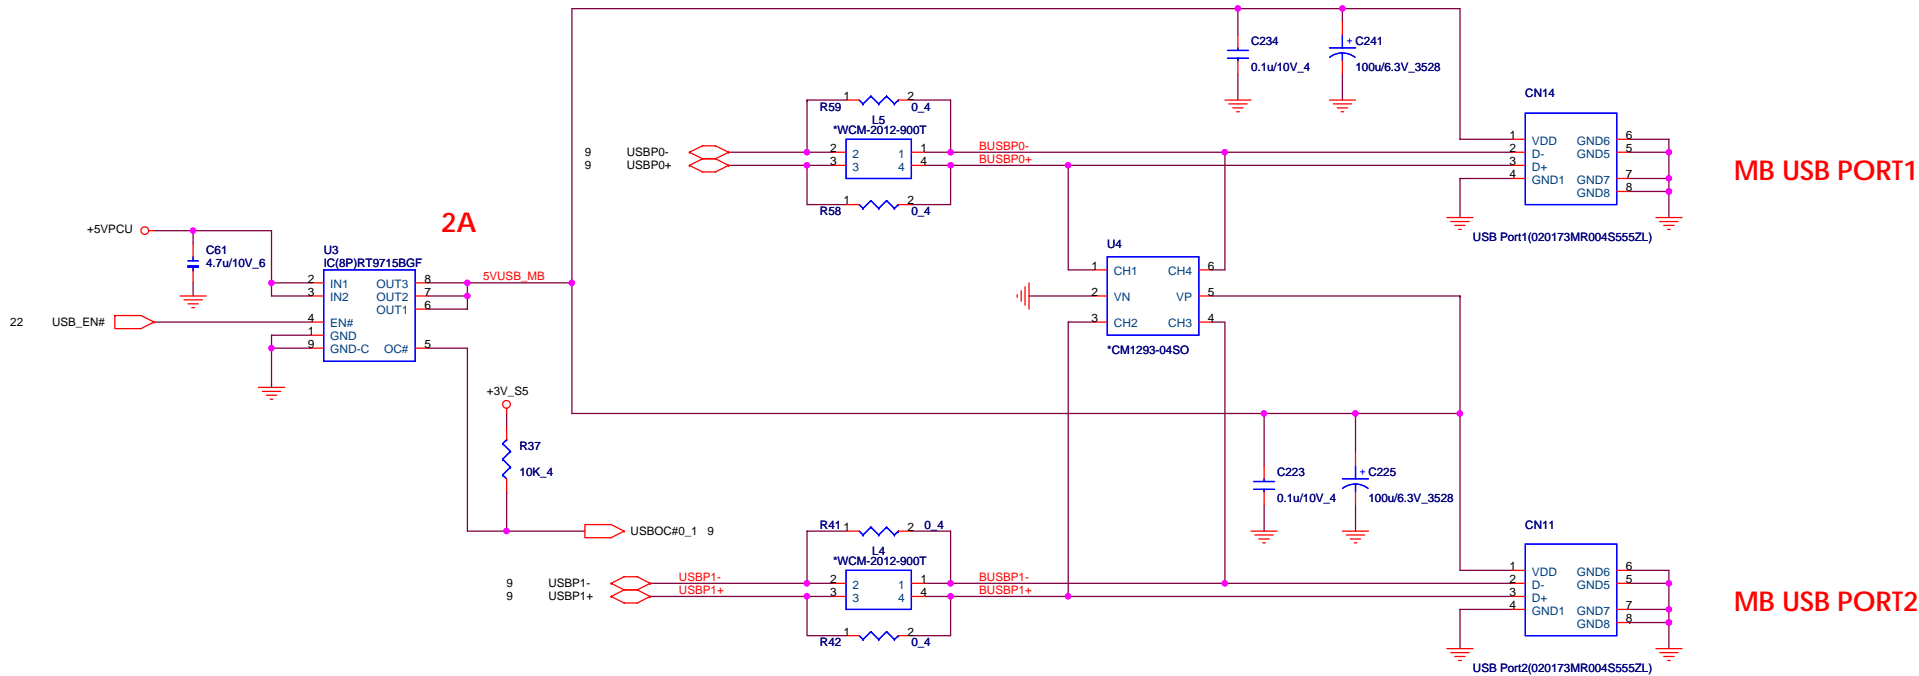 C234
0.1u/10V_4
+ C241
100u/6.3V_3528
CN14
1 VDD
2 D-
3 D+
4 GND1
GND6 6
GND5 5
GND7 7
GND8 8
USB Port1(020173MR004S555ZL)
MB USB PORT1
R59 1 2 0_4
L5
*WCM-2012-900T
9 USBP0- 2 2 1 1 BUSBP0-
9 USBP0+ 3 3 4 4 BUSBP0+
R58 1 2 0_4
+5VPCU
C61
4.7u/10V_6
2A
U3
IC(8P)RT9715BGF
2 IN1 OUT3 8
3 IN2 OUT2 7
OUT1 6
4 EN#
1 GND
9 GND-C OC# 5
5VUSB_MB
22 USB_EN#
U4
1 CH1 CH4 6
2 VN VP 5
3 CH2 CH3 4
*CM1293-04SO
+3V_S5
R37
10K_4
USBOC#0_1 9
C223
0.1u/10V_4
+ C225
100u/6.3V_3528
R41 1 2 0_4
L4
*WCM-2012-900T
9 USBP1- USBP1- 2 2 1 1 BUSBP1-
9 USBP1+ USBP1+ 3 3 4 4 BUSBP1+
R42 1 2 0_4
CN11
1 VDD
2 D-
3 D+
4 GND1
GND6 6
GND5 5
GND7 7
GND8 8
USB Port2(020173MR004S555ZL)
MB USB PORT2